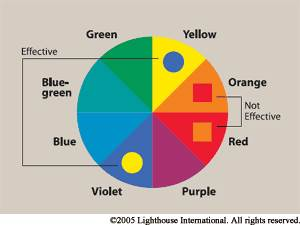 Green
Yellow
Effective
Blue-
green
Orange
Not
Effective
Blue
Red
Violet
Purple
©2005 Lighthouse International. All rights reserved.